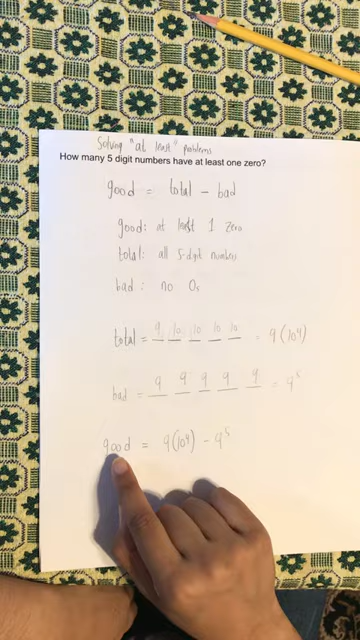 Solving "at least" problems
How many 5 digit numbers have at least one zero?
good = total - bad
good: at least 1 zero
total: all 5-digit numbers
bad: no 0s
total = 9 10 10 10 10 = 9(10⁴)
bad = 9 9 9 9 9 = 9⁵
good = 9(10⁴) - 9⁵